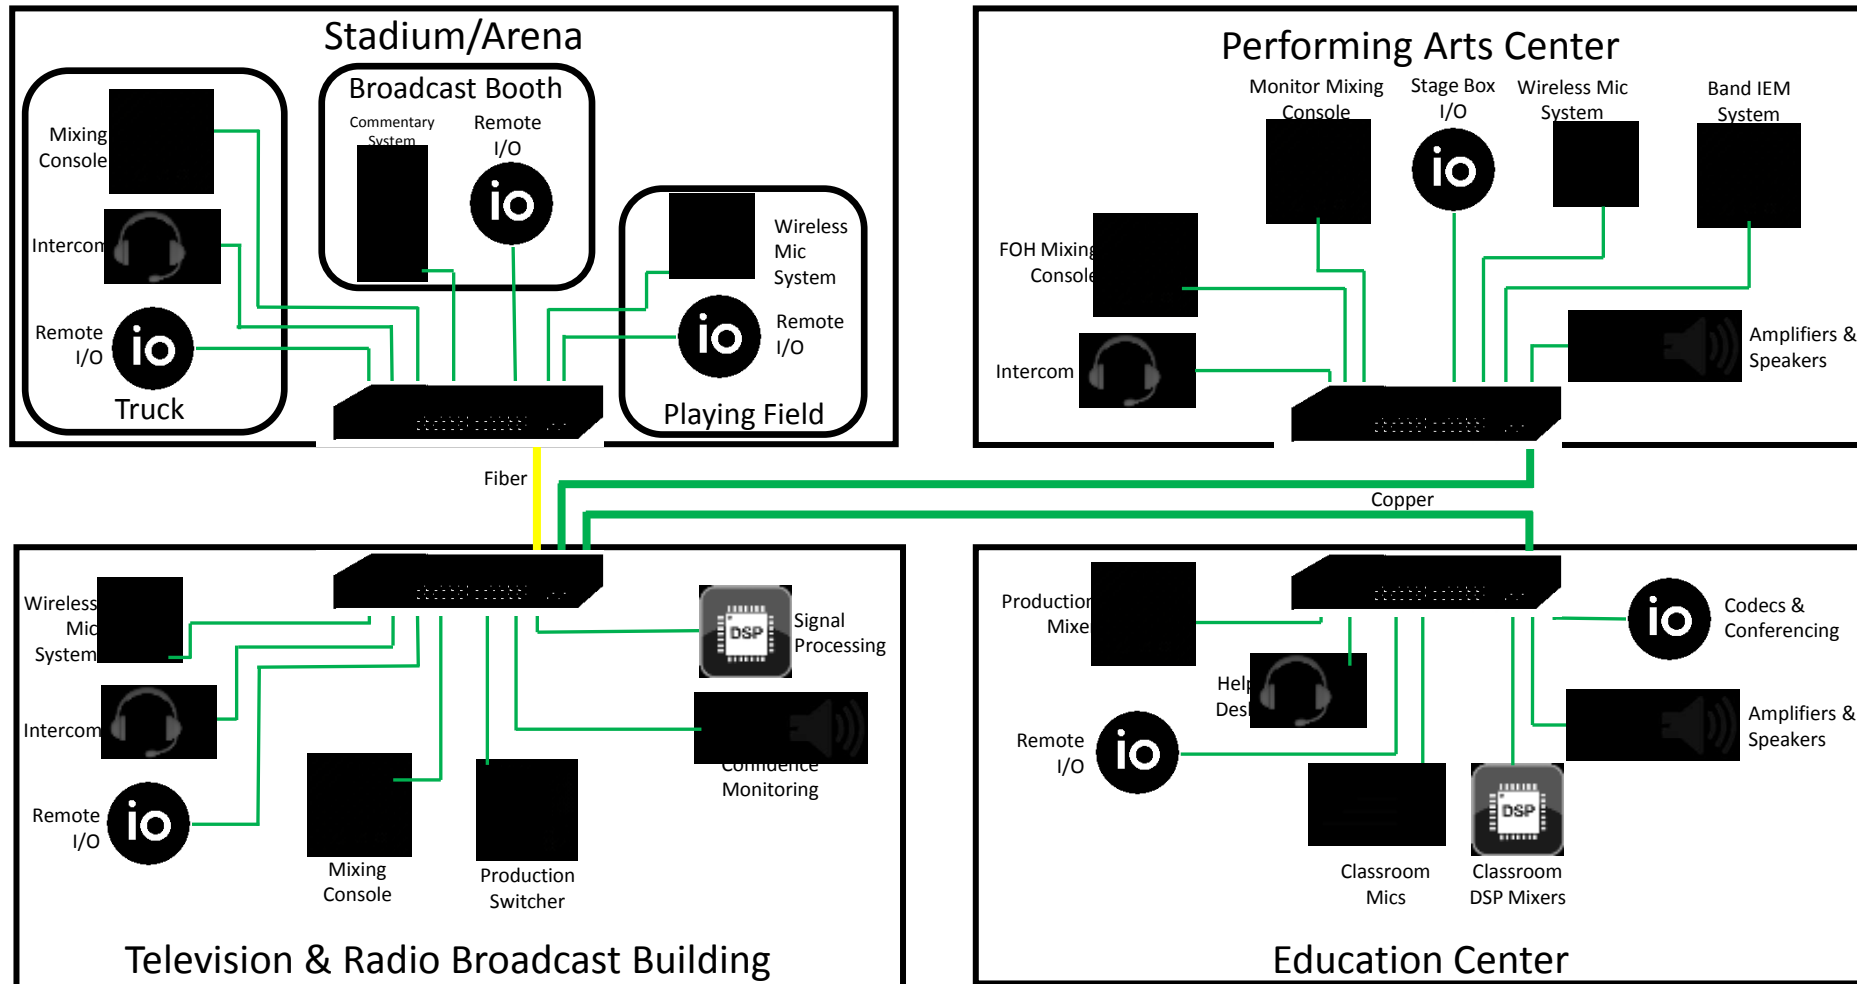 Stadium/Arena
Broadcast Booth
Commentary
System
Remote
I/O
io
Mixing
Console
Intercom
Remote
I/O
io
Truck
Wireless
Mic
System
Remote
I/O
io
Playing Field
Performing Arts Center
Monitor Mixing
Console
Stage Box
I/O
io
Wireless Mic
System
Band IEM
System
FOH Mixing
Console
Intercom
Amplifiers &
Speakers
Fiber
Copper
Wireless
Mic
System
Intercom
Remote
I/O
io
Mixing
Console
Production
Switcher
DSP
Signal
Processing
Confidence
Monitoring
Television & Radio Broadcast Building
Production
Mixer
Help
Desk
Remote
I/O
io
Classroom
Mics
DSP
Classroom
DSP Mixers
io
Codecs &
Conferencing
Amplifiers &
Speakers
Education Center